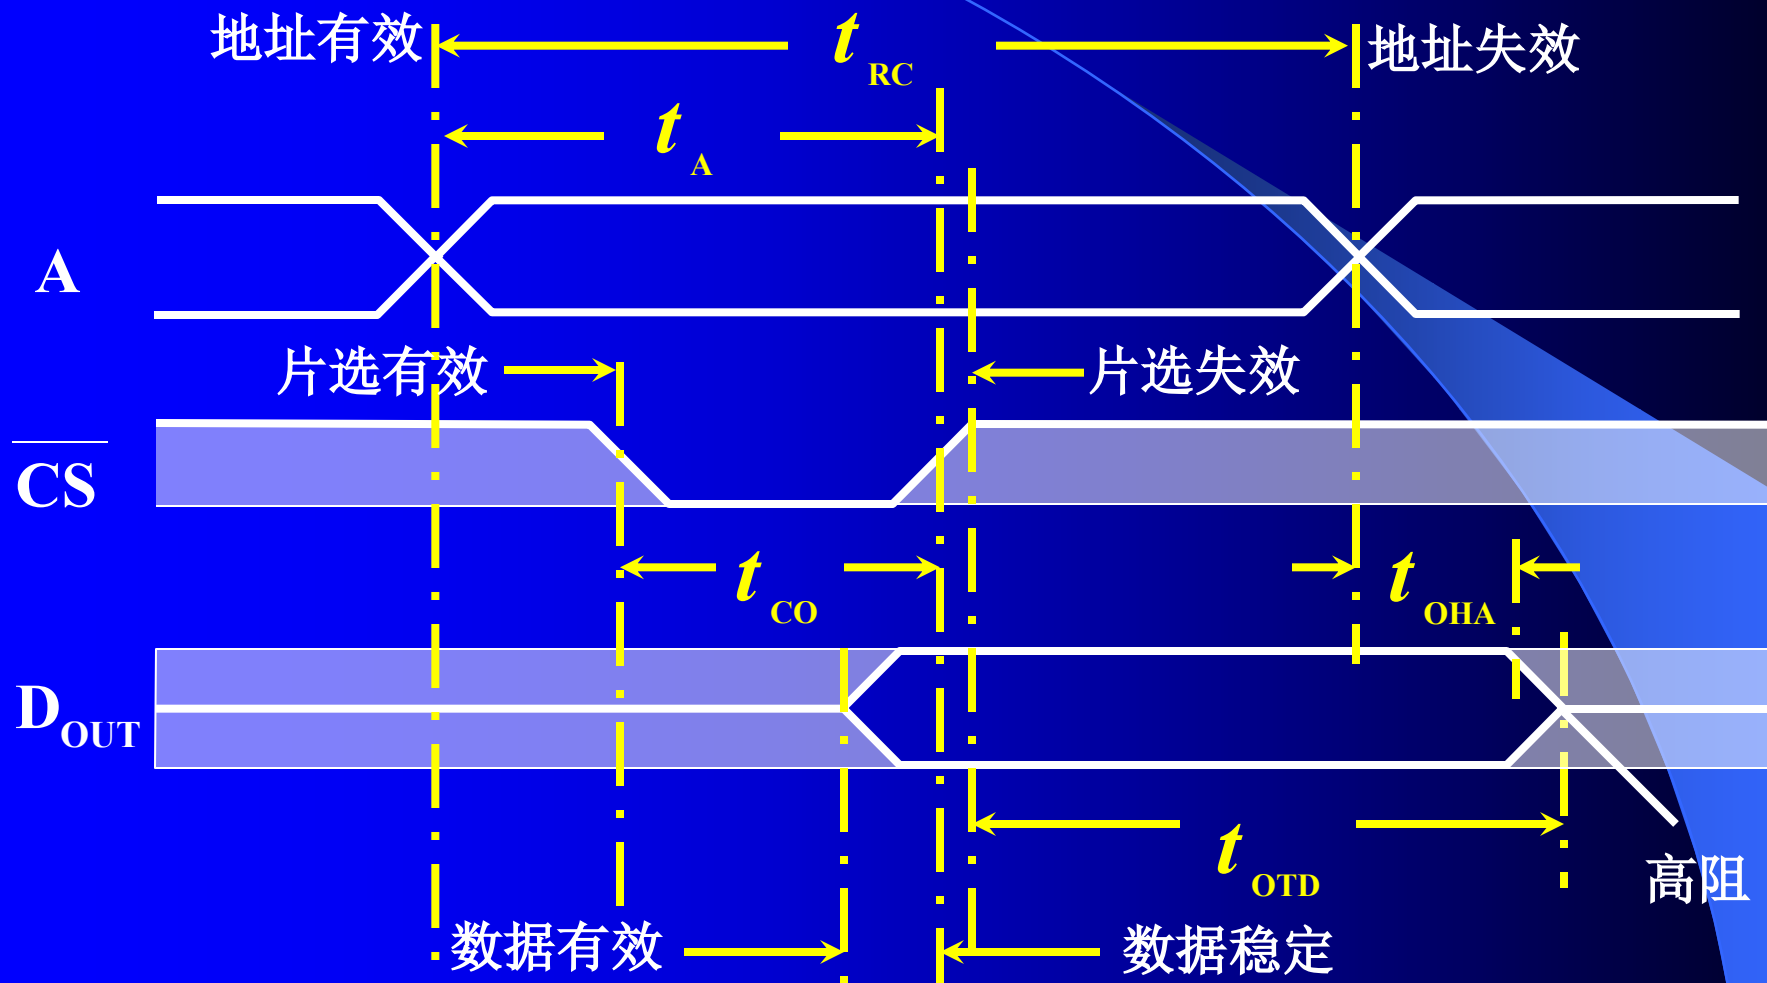 地址有效
t RC
地址失效
t A
A
片选有效
片选失效
CS
t CO
t OHA
D OUT
t OTD
高阻
数据有效
数据稳定